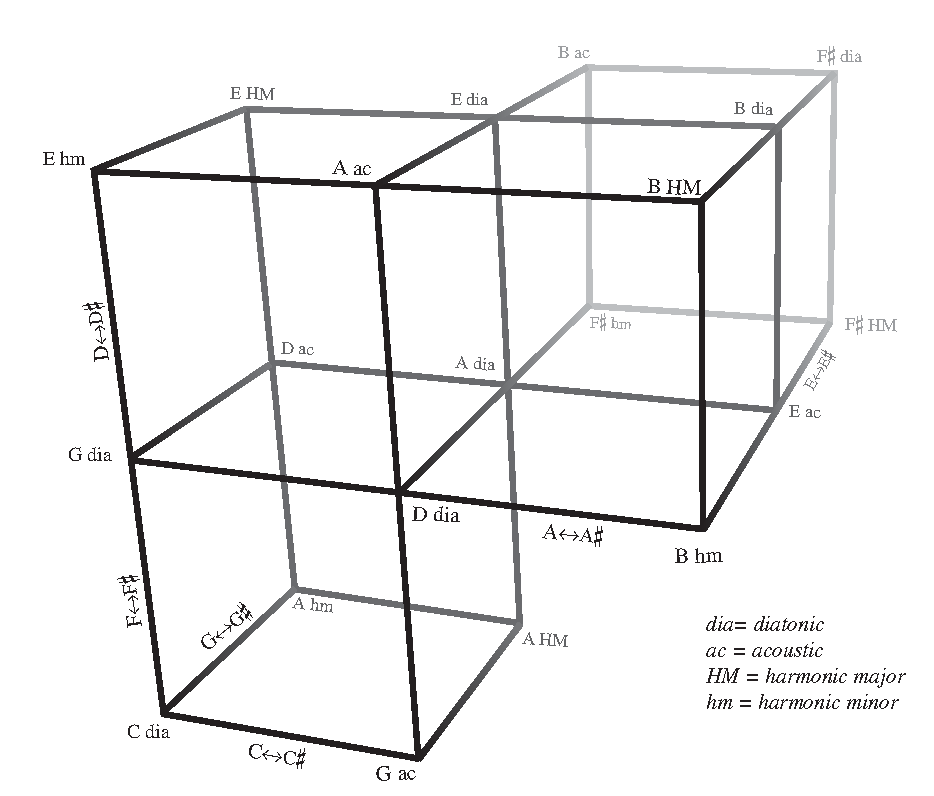 B ac
F♯ dia
E HM
E dia
B dia
E hm
A ac
B HM
D↔D♯
F♯ hm
F♯ HM
D ac
A dia
E↔E♯
E ac
G dia
D dia
A↔A♯
B hm
F↔F♯
A hm
G↔G♯
A HM
dia= diatonic
ac = acoustic
HM = harmonic major
hm = harmonic minor
C dia
C↔C♯
G ac